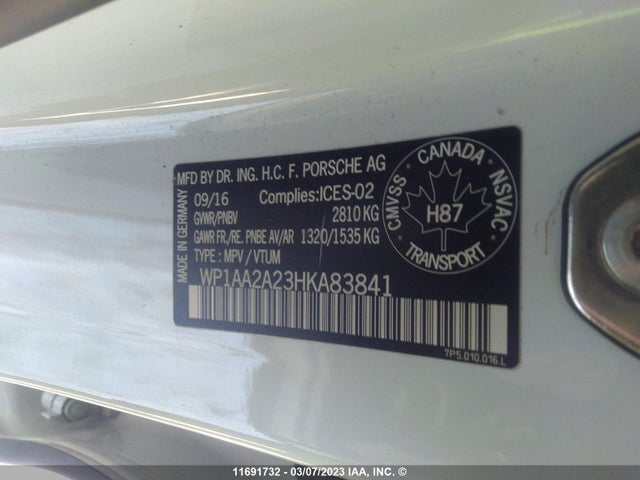 MFD BY DR. ING. H.C. F. PORSCHE AG
MADE IN GERMANY
09/16 Complies:ICES-02
GVWR/PNBV 2810 KG
GAWR FR./RE. PNBE AV/AR 1320/1535 KG
TYPE : MPV / VTUM
WP1AA2A23HKA83841
CANADA
CMVSS NSVAC
H87
TRANSPORT
7P5.010.016.L
11691732 - 03/07/2023 IAA, INC. ©